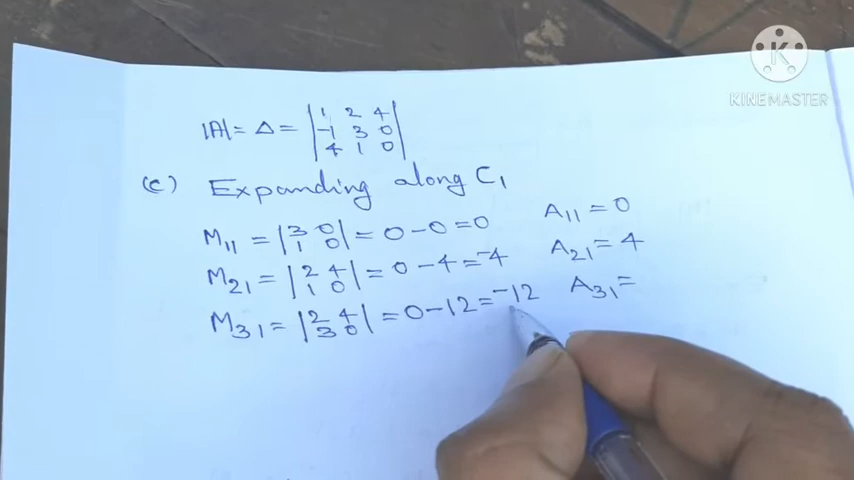 |A| = Δ = | 1 2 4 |
| -1 3 0 |
| 4 1 0 |
(c) Expanding along C₁
M₁₁ = | 3 0 | = 0 - 0 = 0 A₁₁ = 0
| 1 0 |
M₂₁ = | 2 4 | = 0 - 4 = -4 A₂₁ = 4
| 1 0 |
M₃₁ = | 2 4 | = 0 - 12 = -12 A₃₁ =
| 3 0 |
K
KINEMASTER